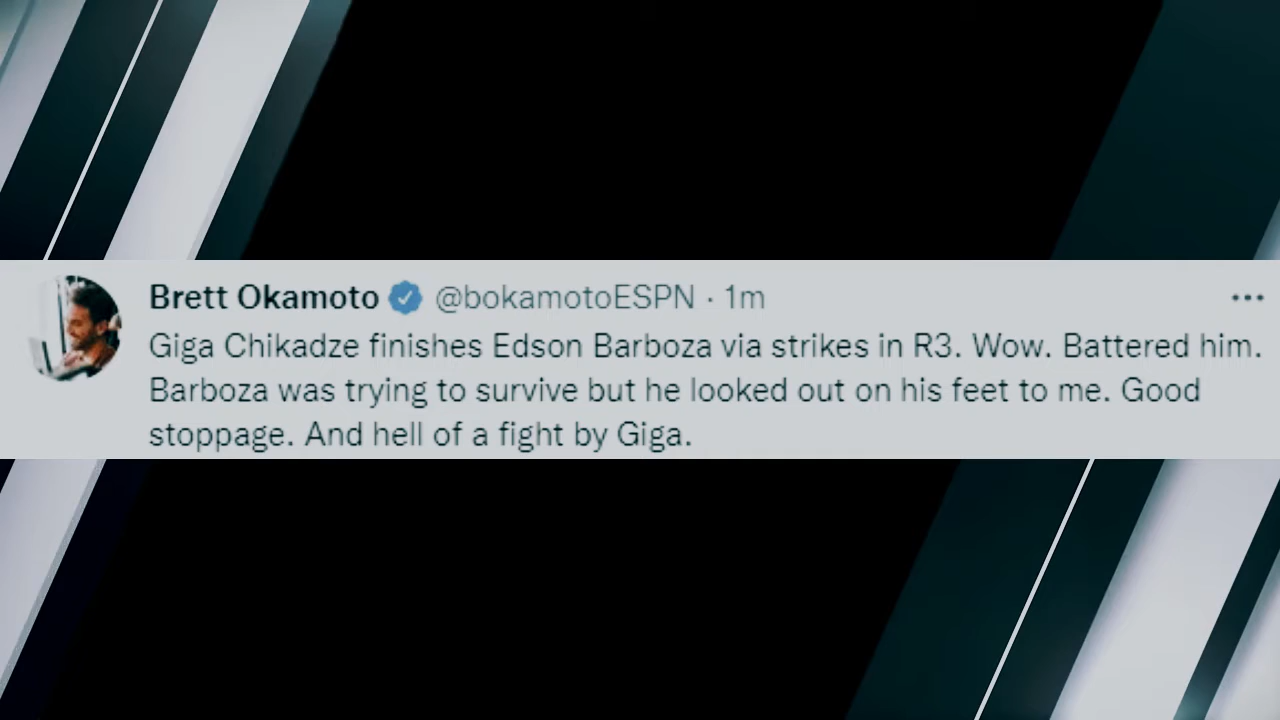 Brett Okamoto @bokamotoESPN · 1m
Giga Chikadze finishes Edson Barboza via strikes in R3. Wow. Battered him.
Barboza was trying to survive but he looked out on his feet to me. Good
stoppage. And hell of a fight by Giga.